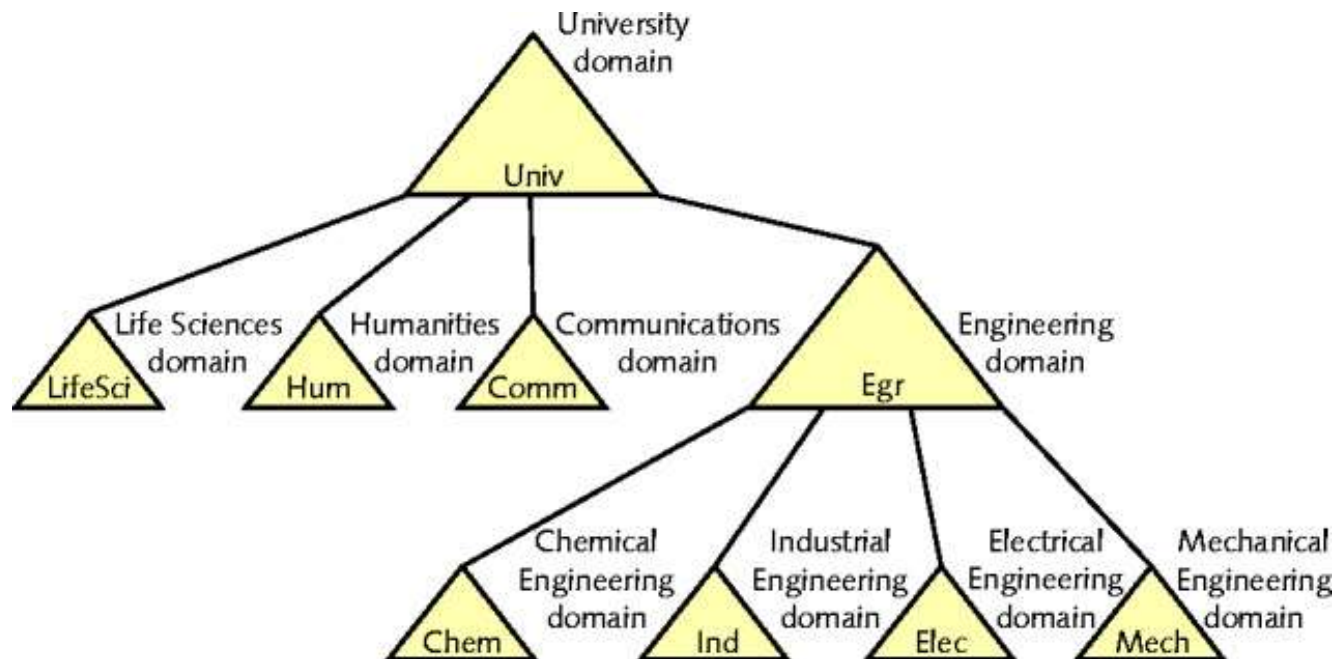 University
domain
Univ
Life Sciences
domain
LifeSci
Humanities
domain
Hum
Communications
domain
Comm
Engineering
domain
Egr
Chemical
Engineering
domain
Chem
Industrial
Engineering
domain
Ind
Electrical
Engineering
domain
Elec
Mechanical
Engineering
domain
Mech